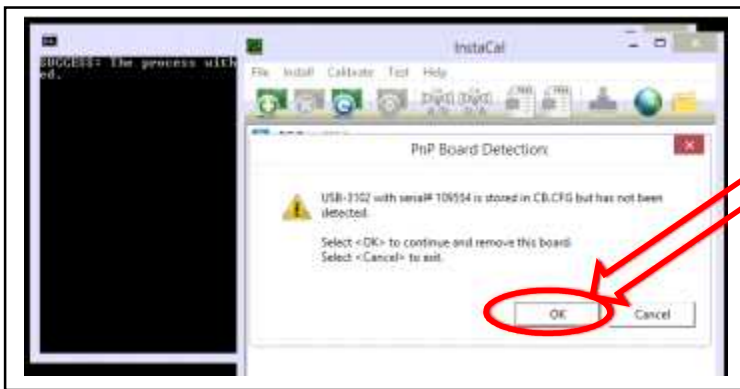 InstaCal
SUCCESS: The process with
ed.
File Install Calibrate Test Help
PnP Board Detection:
USB-3102 with serial# 109554 is stored in CB.CFG but has not been
detected.
Select <OK> to continue and remove this board.
Select <Cancel> to exit.
OK Cancel